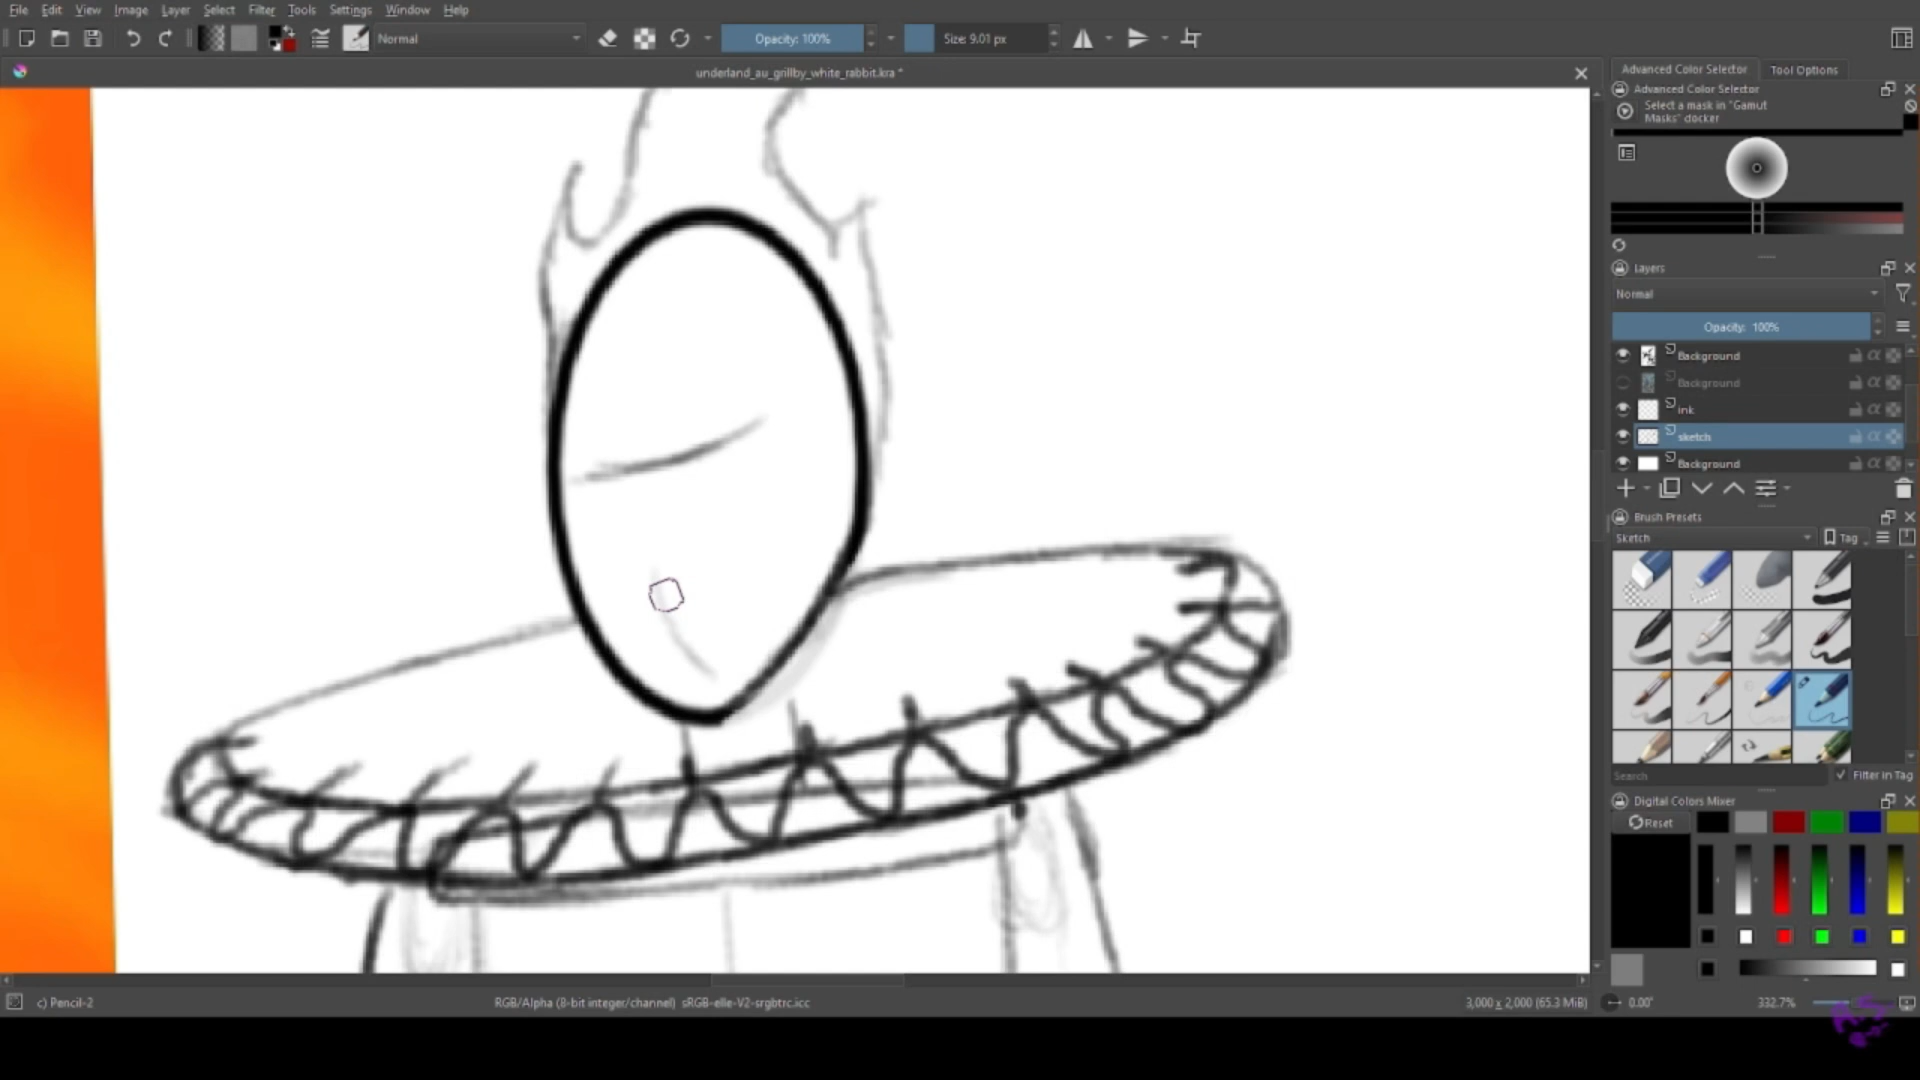 File Edit View Image Layer Select Filter Tools Settings Window Help
Normal Opacity: 100% Size: 9.01 px
underland_au_grillby_white_rabbit.kra *
Advanced Color Selector Tool Options
Advanced Color Selector
Select a mask in "Gamut
Masks" docker
Layers
Normal
Opacity: 100%
Background
Background
ink
sketch
Background
Brush Presets
Sketch Tag
Search Filter in Tag
Digital Colors Mixer
Reset
c) Pencil-2 RGB/Alpha (8-bit integer/channel) sRGB-elle-V2-srgbtrc.icc 3,000 x 2,000 (65.3 MiB) 0.00° 332.7%